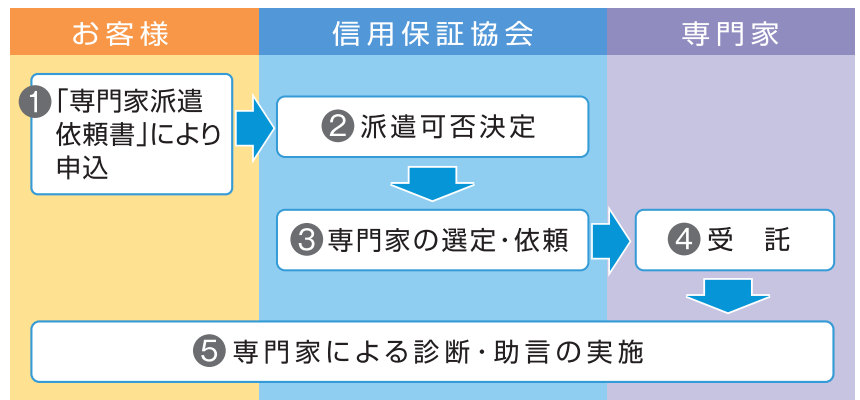 お客様
信用保証協会
専門家
❶「専門家派遣
依頼書」により
申込
❷派遣可否決定
❸専門家の選定・依頼
❹受　託
❺専門家による診断・助言の実施